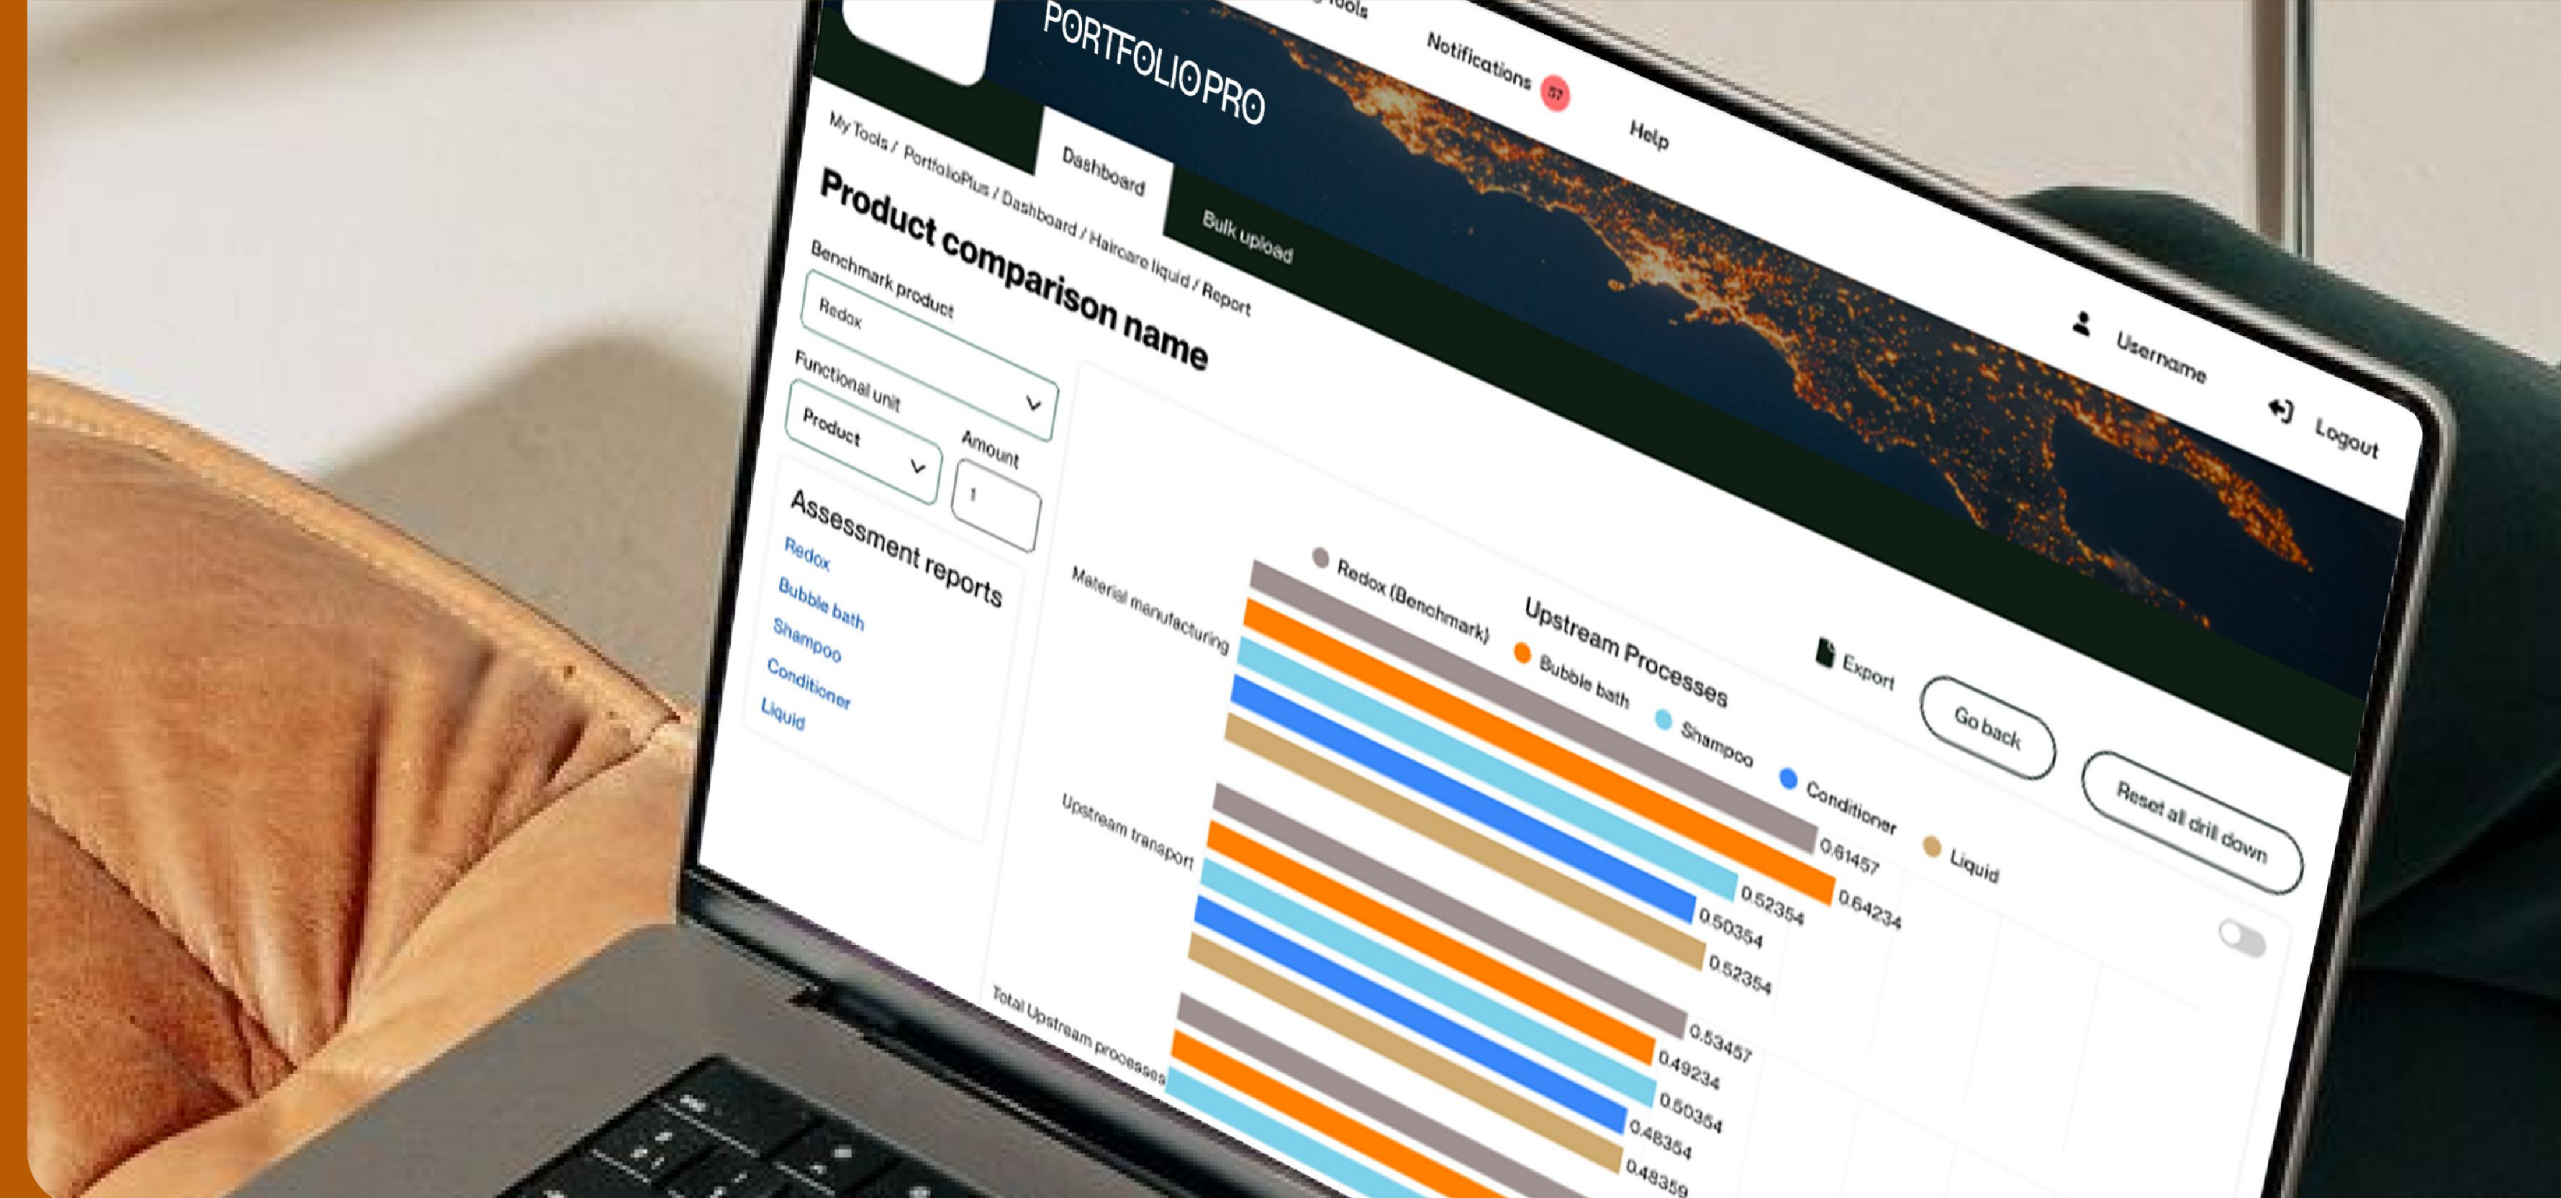 Notifications 57
Help
Username
Logout
PORTFOLIO PRO
Dashboard
Bulk upload
My Tools / PortfolioPlus / Dashboard / Haircare liquid / Report
Product comparison name
Benchmark product
Redox
Functional unit
Product
Amount
1
Assessment reports
Redox
Bubble bath
Shampoo
Conditioner
Liquid
Export
Go back
Reset all drill down
Upstream Processes
Redox (Benchmark)
Bubble bath
Shampoo
Conditioner
Liquid
Material manufacturing
0.61457
0.64234
0.52354
0.50354
0.52354
Upstream transport
0.53457
0.49234
0.50354
0.48354
0.48359
Total Upstream processes